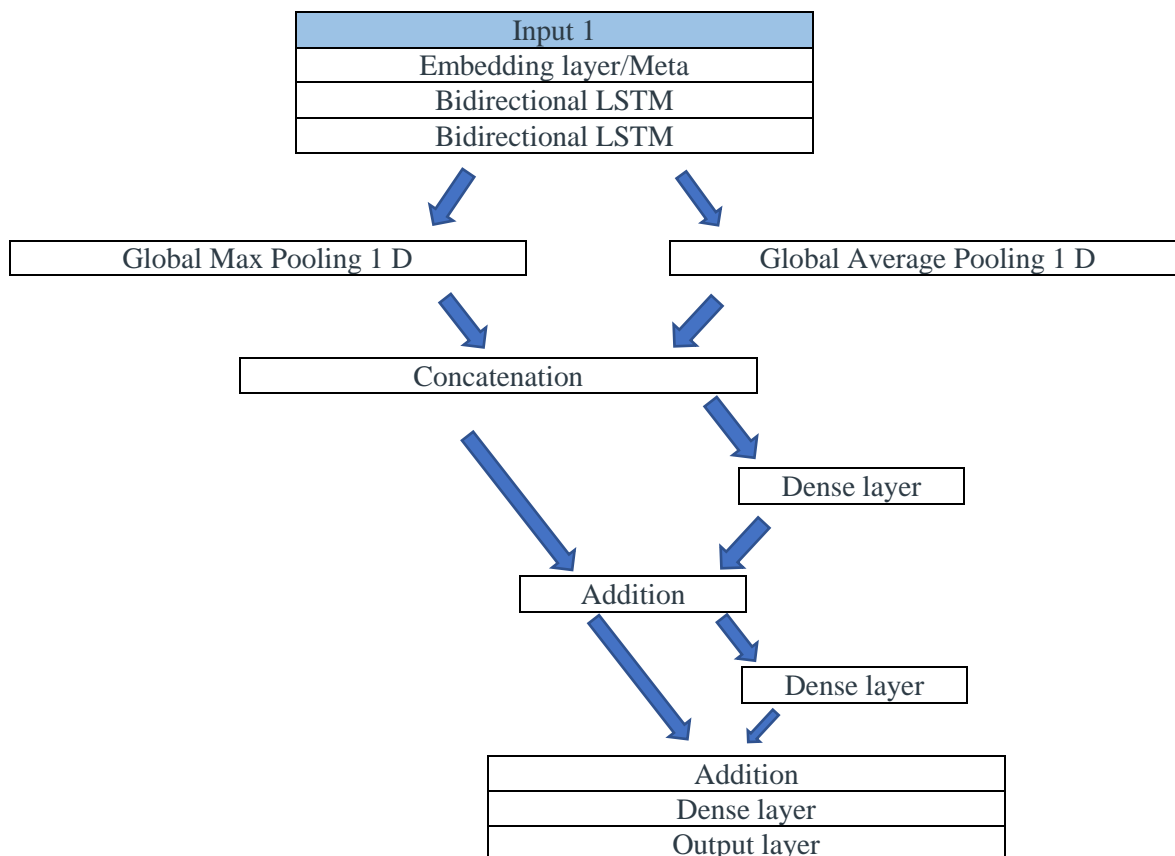 Input 1
Embedding layer/Meta
Bidirectional LSTM
Bidirectional LSTM
Global Max Pooling 1 D
Global Average Pooling 1 D
Concatenation
Dense layer
Addition
Dense layer
Addition
Dense layer
Output layer